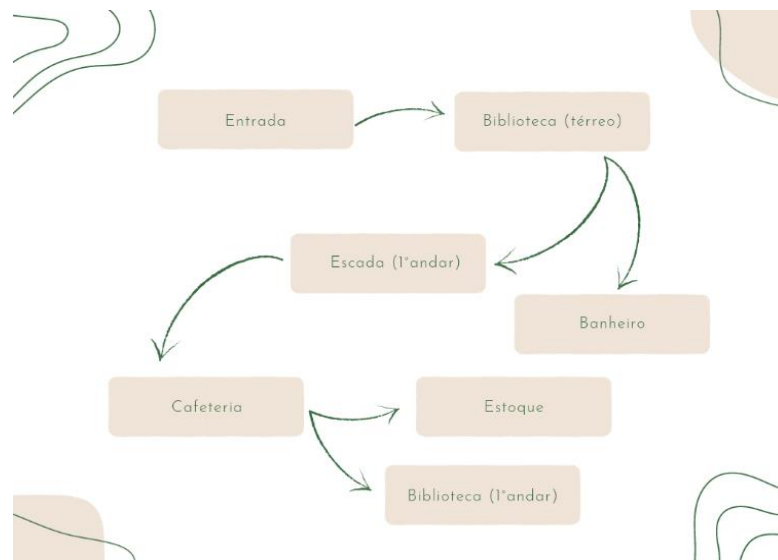 Entrada
Biblioteca (térreo)
Escada (1°andar)
Banheiro
Cafeteria
Estoque
Biblioteca (1°andar)